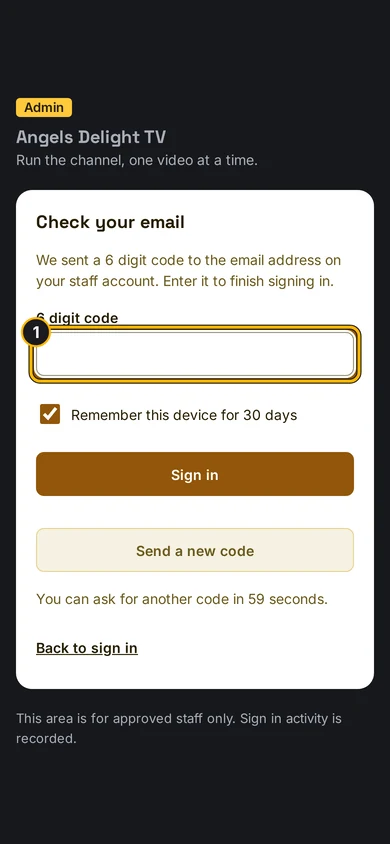 Admin
Angels Delight TV
Run the channel, one video at a time.
Check your email
We sent a 6 digit code to the email address on
your staff account. Enter it to finish signing in.
6 digit code
1
Remember this device for 30 days
Sign in
Send a new code
You can ask for another code in 59 seconds.
Back to sign in
This area is for approved staff only. Sign in activity is
recorded.